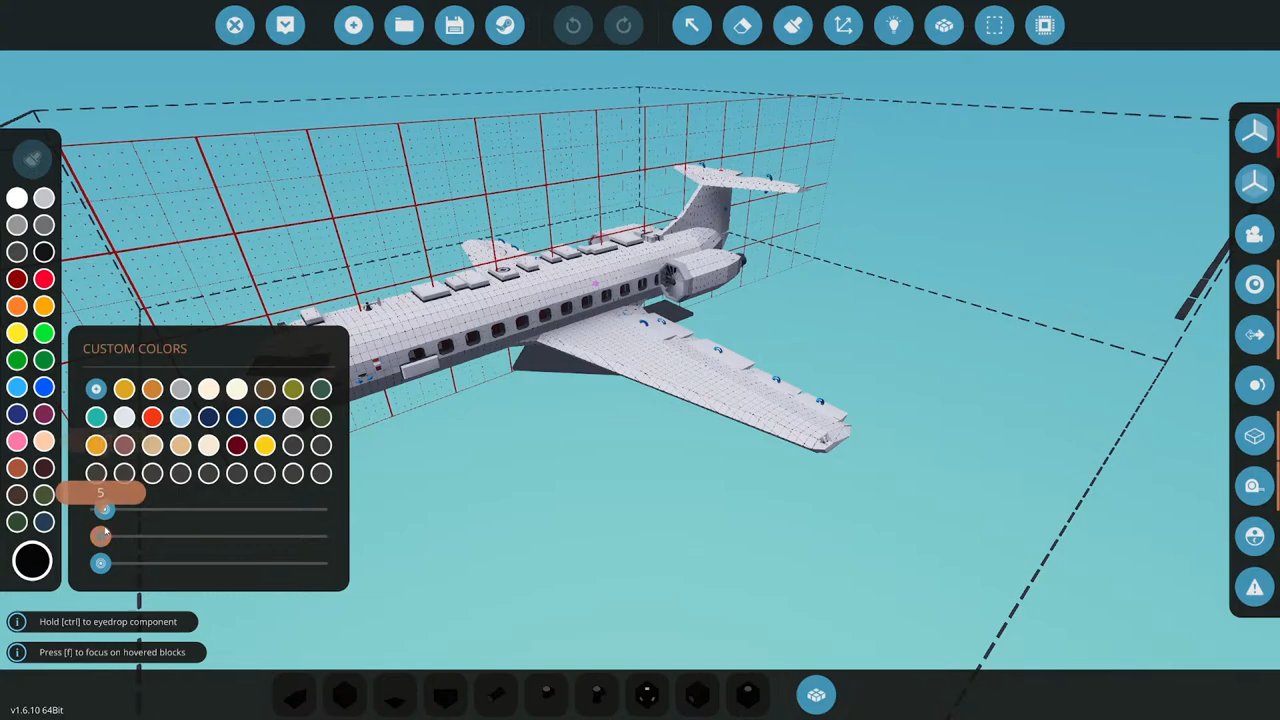 CUSTOM COLORS
5
Hold [ctrl] to eyedrop component
Press [f] to focus on hovered blocks
v1.6.10 64Bit